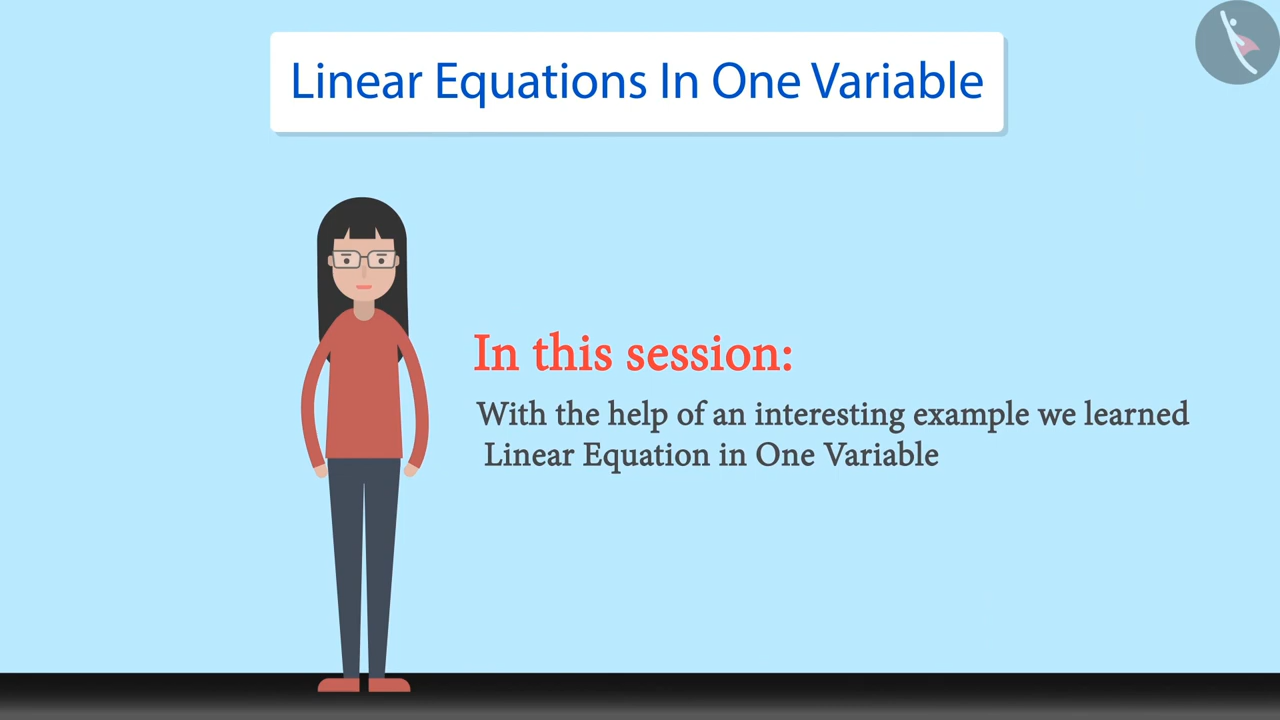 Linear Equations In One Variable
In this session:
With the help of an interesting example we learned
Linear Equation in One Variable